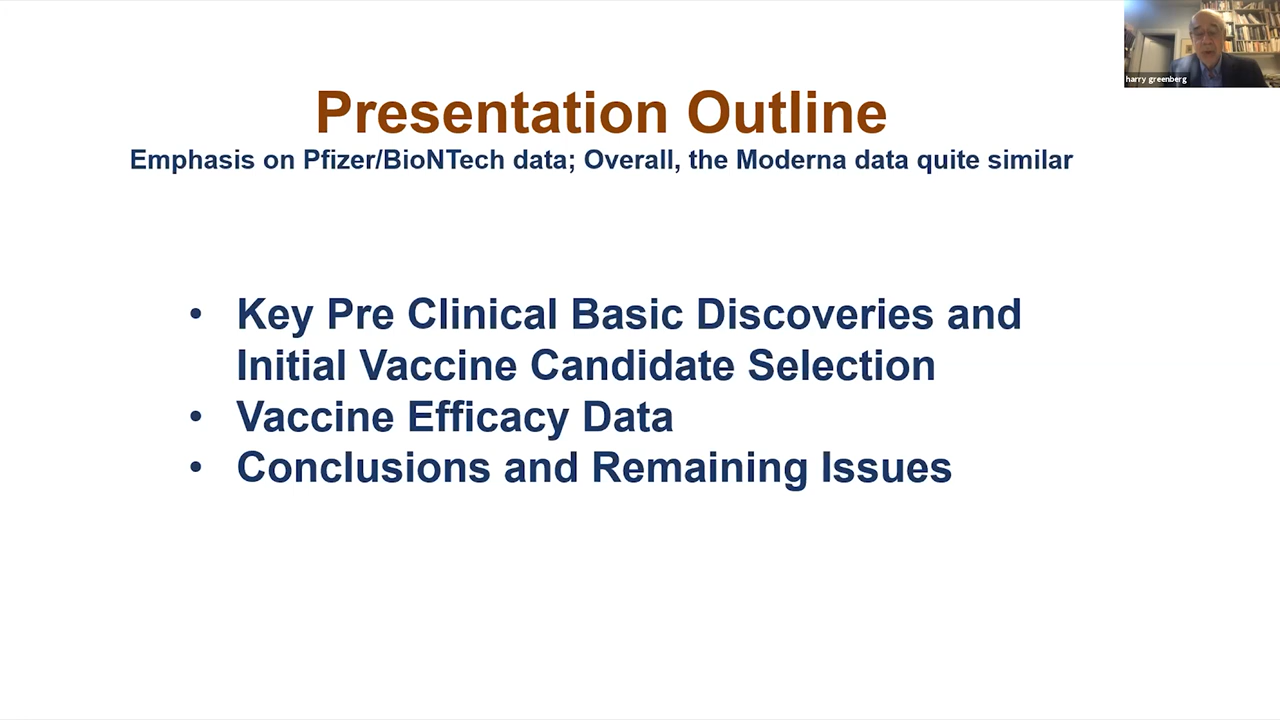 Presentation Outline
Emphasis on Pfizer/BioNTech data; Overall, the Moderna data quite similar
• Key Pre Clinical Basic Discoveries and
Initial Vaccine Candidate Selection
• Vaccine Efficacy Data
• Conclusions and Remaining Issues
harry greenberg